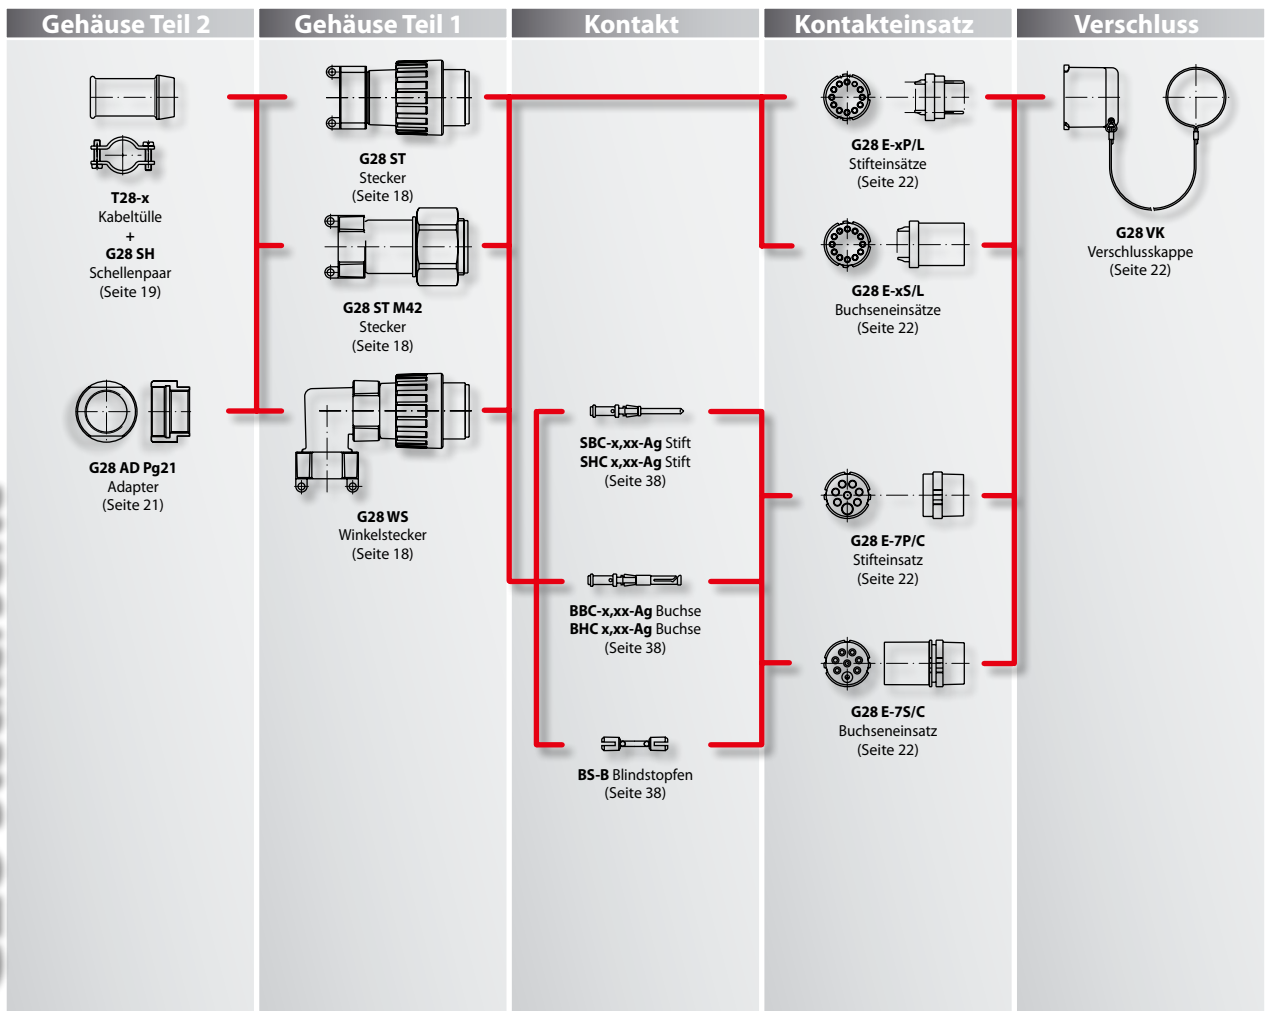 Gehäuse Teil 2
Gehäuse Teil 1
Kontakt
Kontakteinsatz
Verschluss
T28-x
Kabeltülle
+
G28 SH
Schellenpaar
(Seite 19)
G28 AD Pg21
Adapter
(Seite 21)
G28 ST
Stecker
(Seite 18)
G28 ST M42
Stecker
(Seite 18)
G28 WS
Winkelstecker
(Seite 18)
SBC-x,xx-Ag Stift
SHC x,xx-Ag Stift
(Seite 38)
BBC-x,xx-Ag Buchse
BHC x,xx-Ag Buchse
(Seite 38)
BS-B Blindstopfen
(Seite 38)
G28 E-xP/L
Stifteinsätze
(Seite 22)
G28 E-xS/L
Buchseneinsätze
(Seite 22)
G28 E-7P/C
Stifteinsatz
(Seite 22)
G28 E-7S/C
Buchseneinsatz
(Seite 22)
G28 VK
Verschlusskappe
(Seite 22)